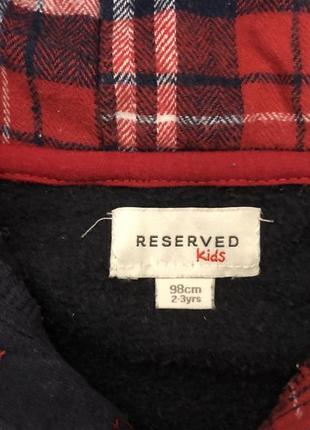 RESERVED
kids
98cm
2-3yrs